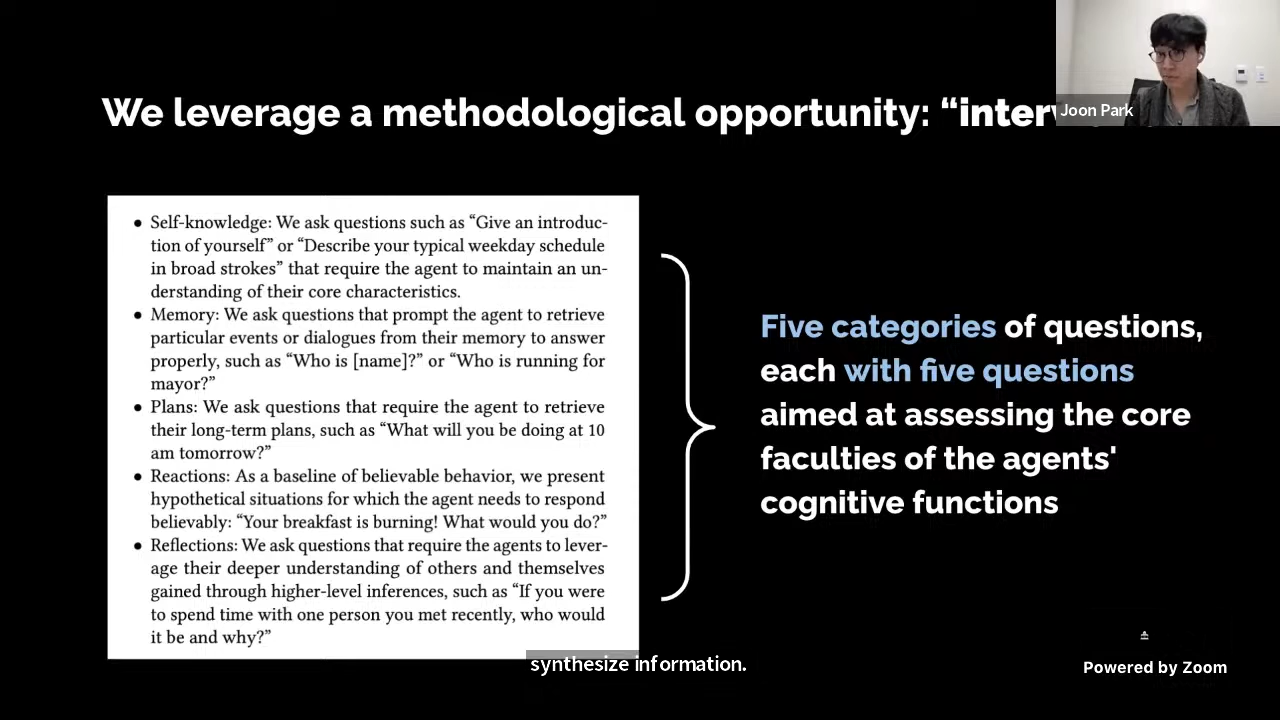 We leverage a methodological opportunity: “inter
Joon Park
• Self-knowledge: We ask questions such as “Give an introduc-
tion of yourself” or “Describe your typical weekday schedule
in broad strokes” that require the agent to maintain an un-
derstanding of their core characteristics.
• Memory: We ask questions that prompt the agent to retrieve
particular events or dialogues from their memory to answer
properly, such as “Who is [name]?” or “Who is running for
mayor?”
• Plans: We ask questions that require the agent to retrieve
their long-term plans, such as “What will you be doing at 10
am tomorrow?”
• Reactions: As a baseline of believable behavior, we present
hypothetical situations for which the agent needs to respond
believably: “Your breakfast is burning! What would you do?”
• Reflections: We ask questions that require the agents to lever-
age their deeper understanding of others and themselves
gained through higher-level inferences, such as “If you were
to spend time with one person you met recently, who would
it be and why?”
Five categories of questions,
each with five questions
aimed at assessing the core
faculties of the agents'
cognitive functions
synthesize information.
Powered by Zoom